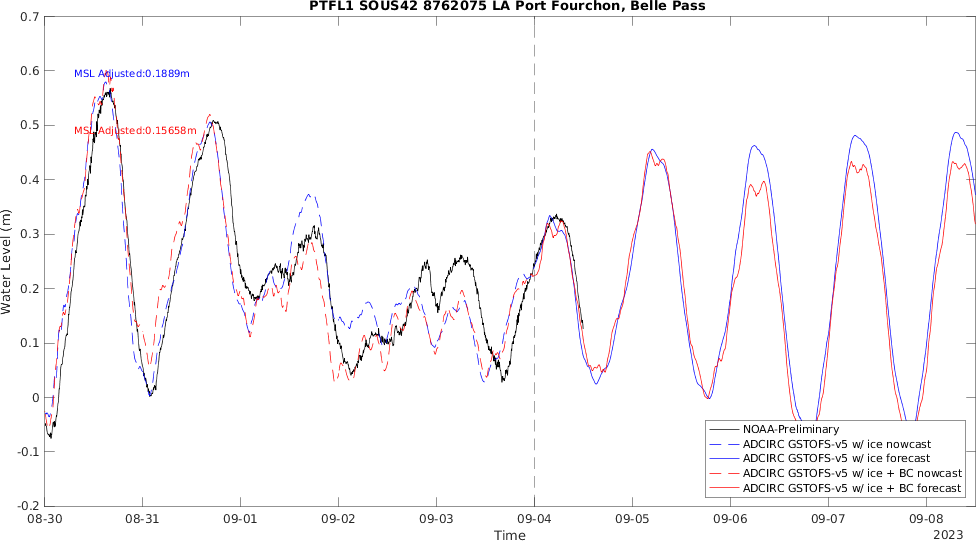 PTFL1 SOUS42 8762075 LA Port Fourchon, Belle Pass
0.7
0.6
0.5
0.4
0.3
0.2
0.1
0
-0.1
-0.2
Water Level (m)
MSL Adjusted:0.1889m
MSL Adjusted:0.15658m
NOAA-Preliminary
ADCIRC GSTOFS-v5 w/ ice nowcast
ADCIRC GSTOFS-v5 w/ ice forecast
ADCIRC GSTOFS-v5 w/ ice + BC nowcast
ADCIRC GSTOFS-v5 w/ ice + BC forecast
08-30 08-31 09-01 09-02 09-03 09-04 09-05 09-06 09-07 09-08
Time
2023